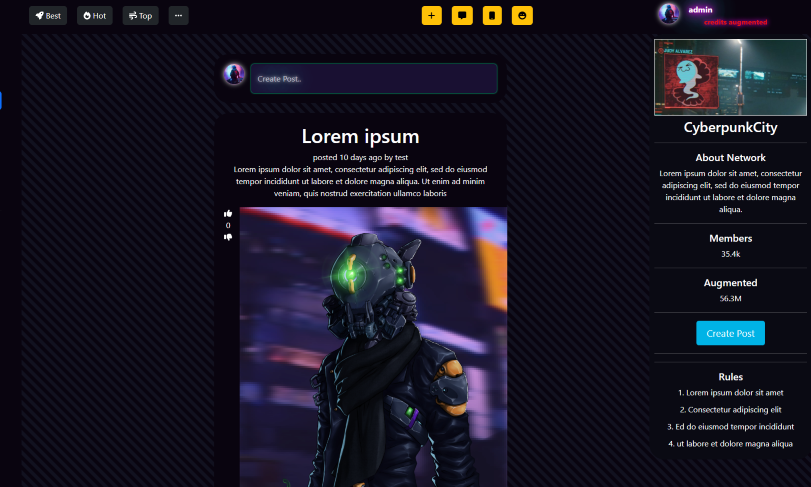 Best
Hot
Top
admin
credits augmented
Create Post..
Lorem ipsum
posted 10 days ago by test
Lorem ipsum dolor sit amet, consectetur adipiscing elit, sed do eiusmod
tempor incididunt ut labore et dolore magna aliqua. Ut enim ad minim
veniam, quis nostrud exercitation ullamco laboris
0
CyberpunkCity
About Network
Lorem ipsum dolor sit amet, consectetur
adipiscing elit, sed do eiusmod tempor
incididunt ut labore et dolore magna
aliqua.
Members
35.4k
Augmented
56.3M
Create Post
Rules
1. Lorem ipsum dolor sit amet
2. Consectetur adipiscing elit
3. Ed do eiusmod tempor incididunt
4. ut labore et dolore magna aliqua